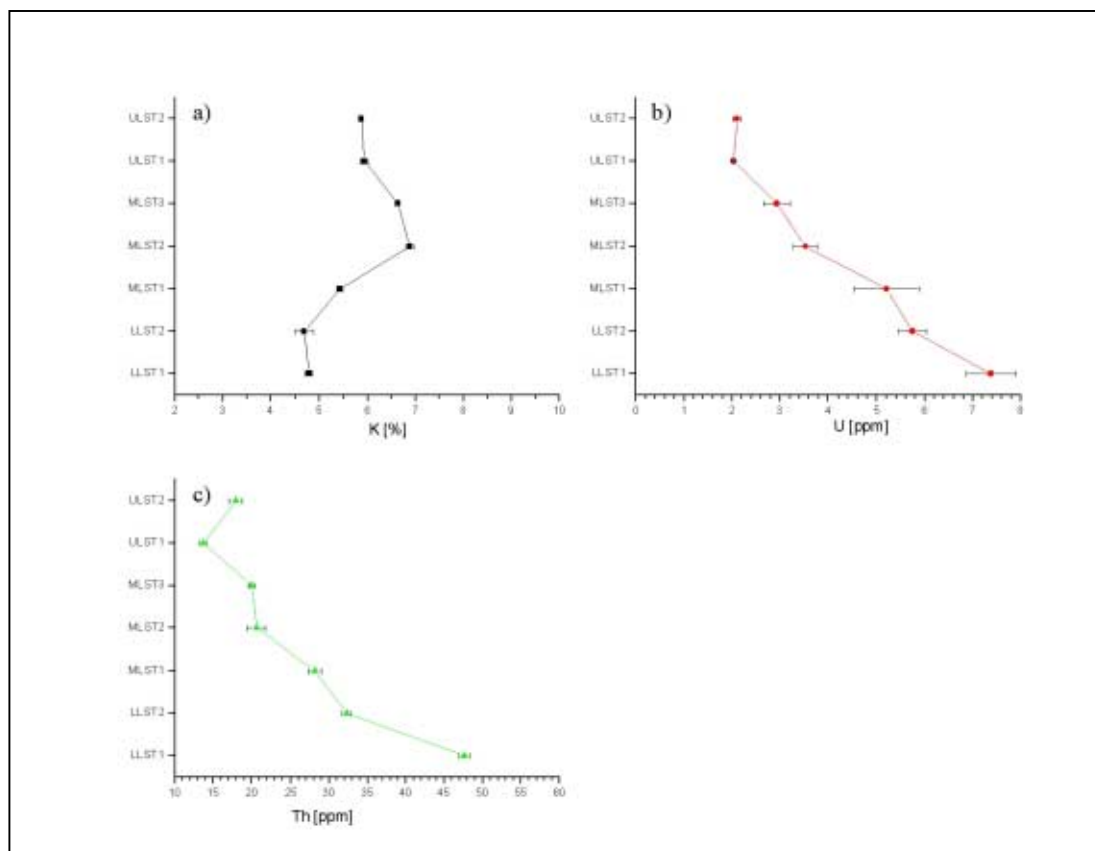 a)
ULST2
ULST1
MLST3
MLST2
MLST1
LLST2
LLST1
2 3 4 5 6 7 8 9 10
K [%]
b)
ULST2
ULST1
MLST3
MLST2
MLST1
LLST2
LLST1
0 1 2 3 4 5 6 7 8
U [ppm]
c)
ULST2
ULST1
MLST3
MLST2
MLST1
LLST2
LLST1
10 15 20 25 30 35 40 45 50 55 60
Th [ppm]